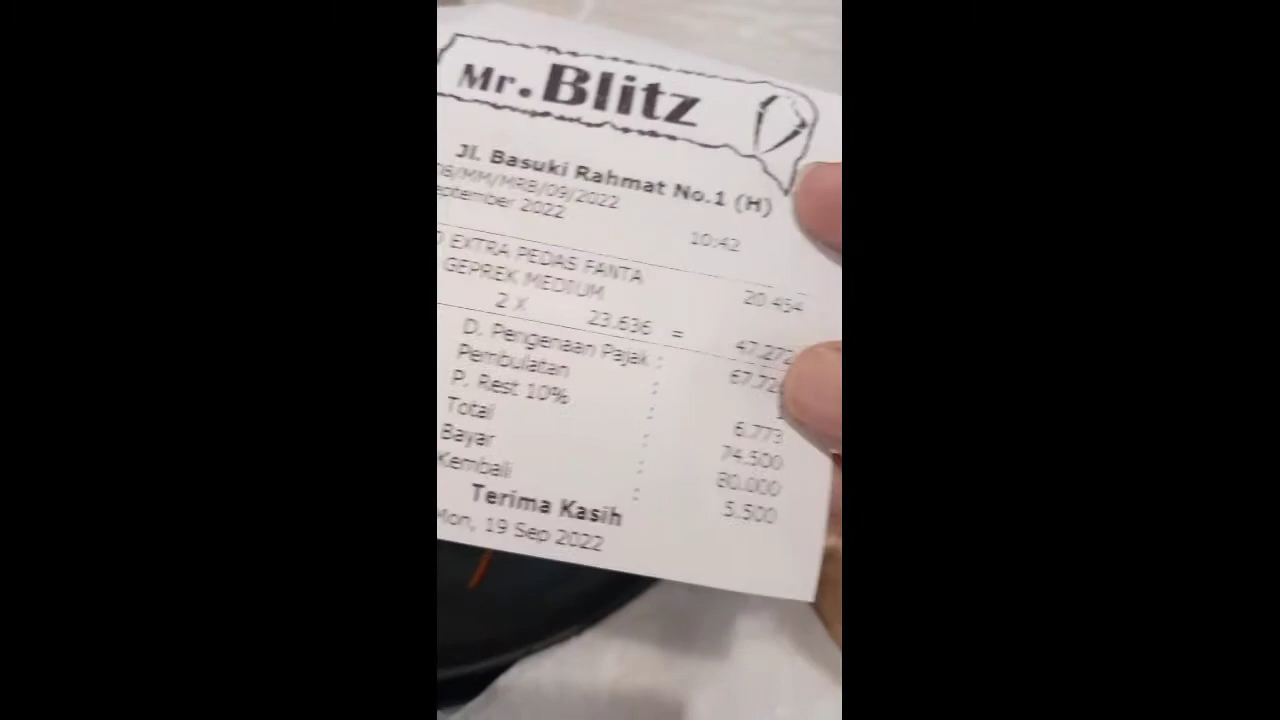 Mr. Blitz
Jl. Basuki Rahmat No.1 (H)
/MM/MRB/09/2022
eptember 2022 10:42
EXTRA PEDAS FANTA 20.454
GEPREK MEDIUM
2 x 23.636 = 47.272
D. Pengenaan Pajak : 67.72
Pembulatan :
P. Rest 10% : 6.773
Total : 74.500
Bayar : 80.000
Kembali : 5.500
Terima Kasih
Mon, 19 Sep 2022